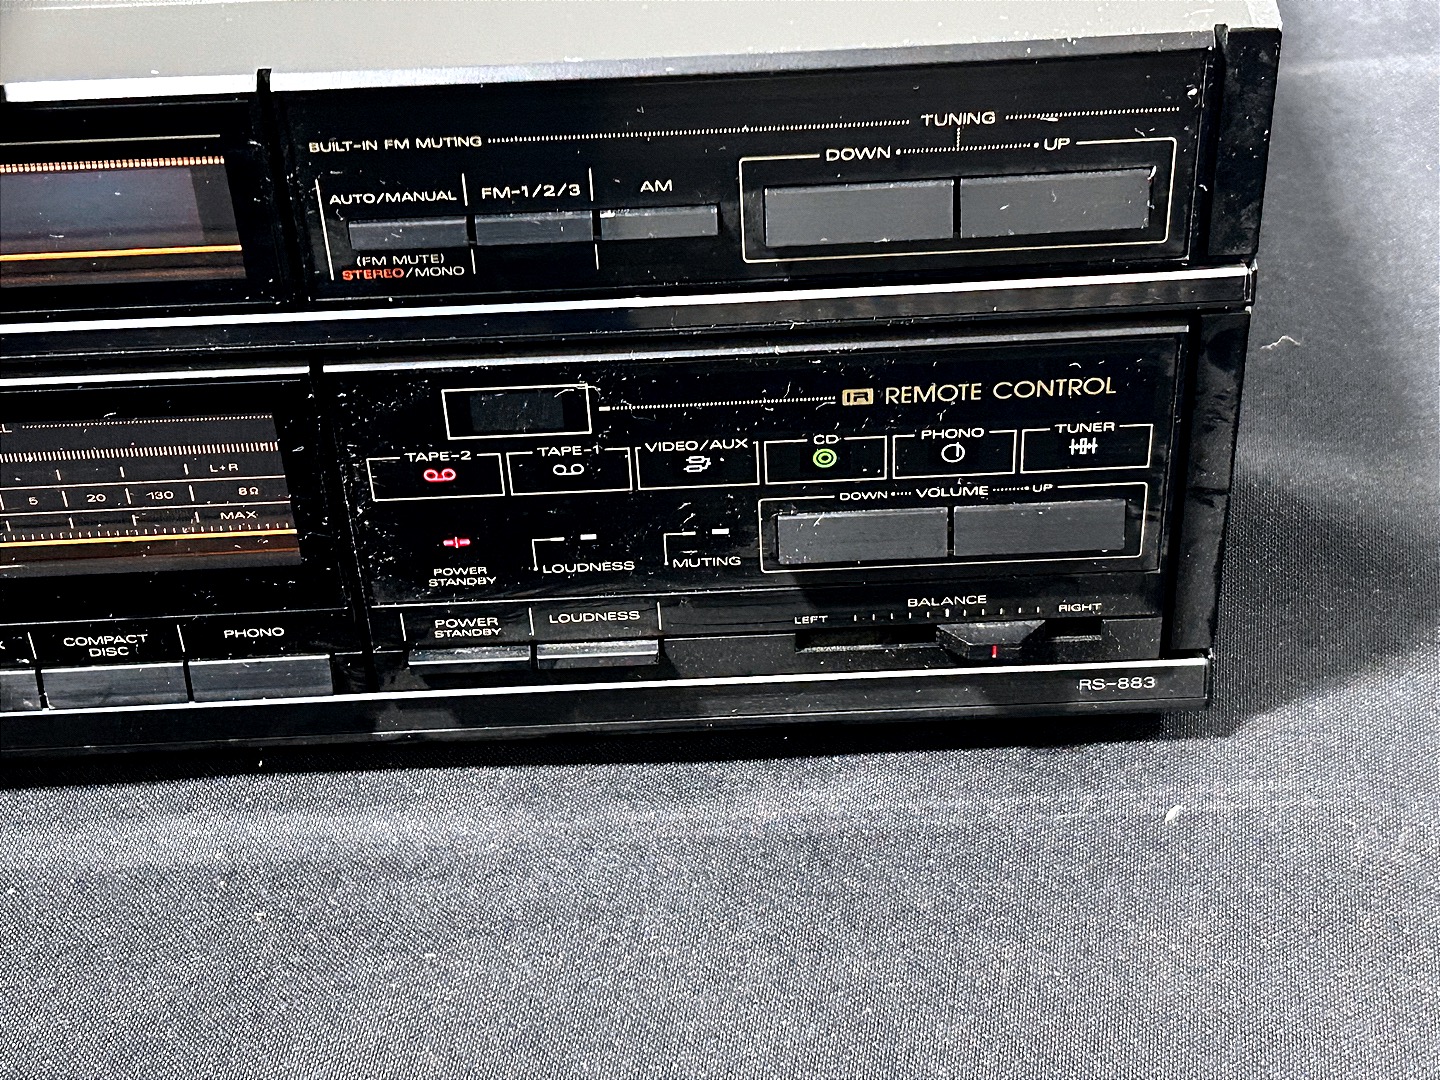 TUNING
BUILT-IN FM MUTING
DOWN UP
AUTO/MANUAL FM-1/2/3 AM
(FM MUTE)
STEREO/MONO
IR REMOTE CONTROL
TAPE-2 TAPE-1 VIDEO/AUX CD PHONO TUNER
L+R
5 20 130 8Ω
MAX
DOWN VOLUME UP
POWER
STANDBY
LOUDNESS
MUTING
BALANCE
LEFT RIGHT
POWER
STANDBY
LOUDNESS
COMPACT
DISC
PHONO
RS-883